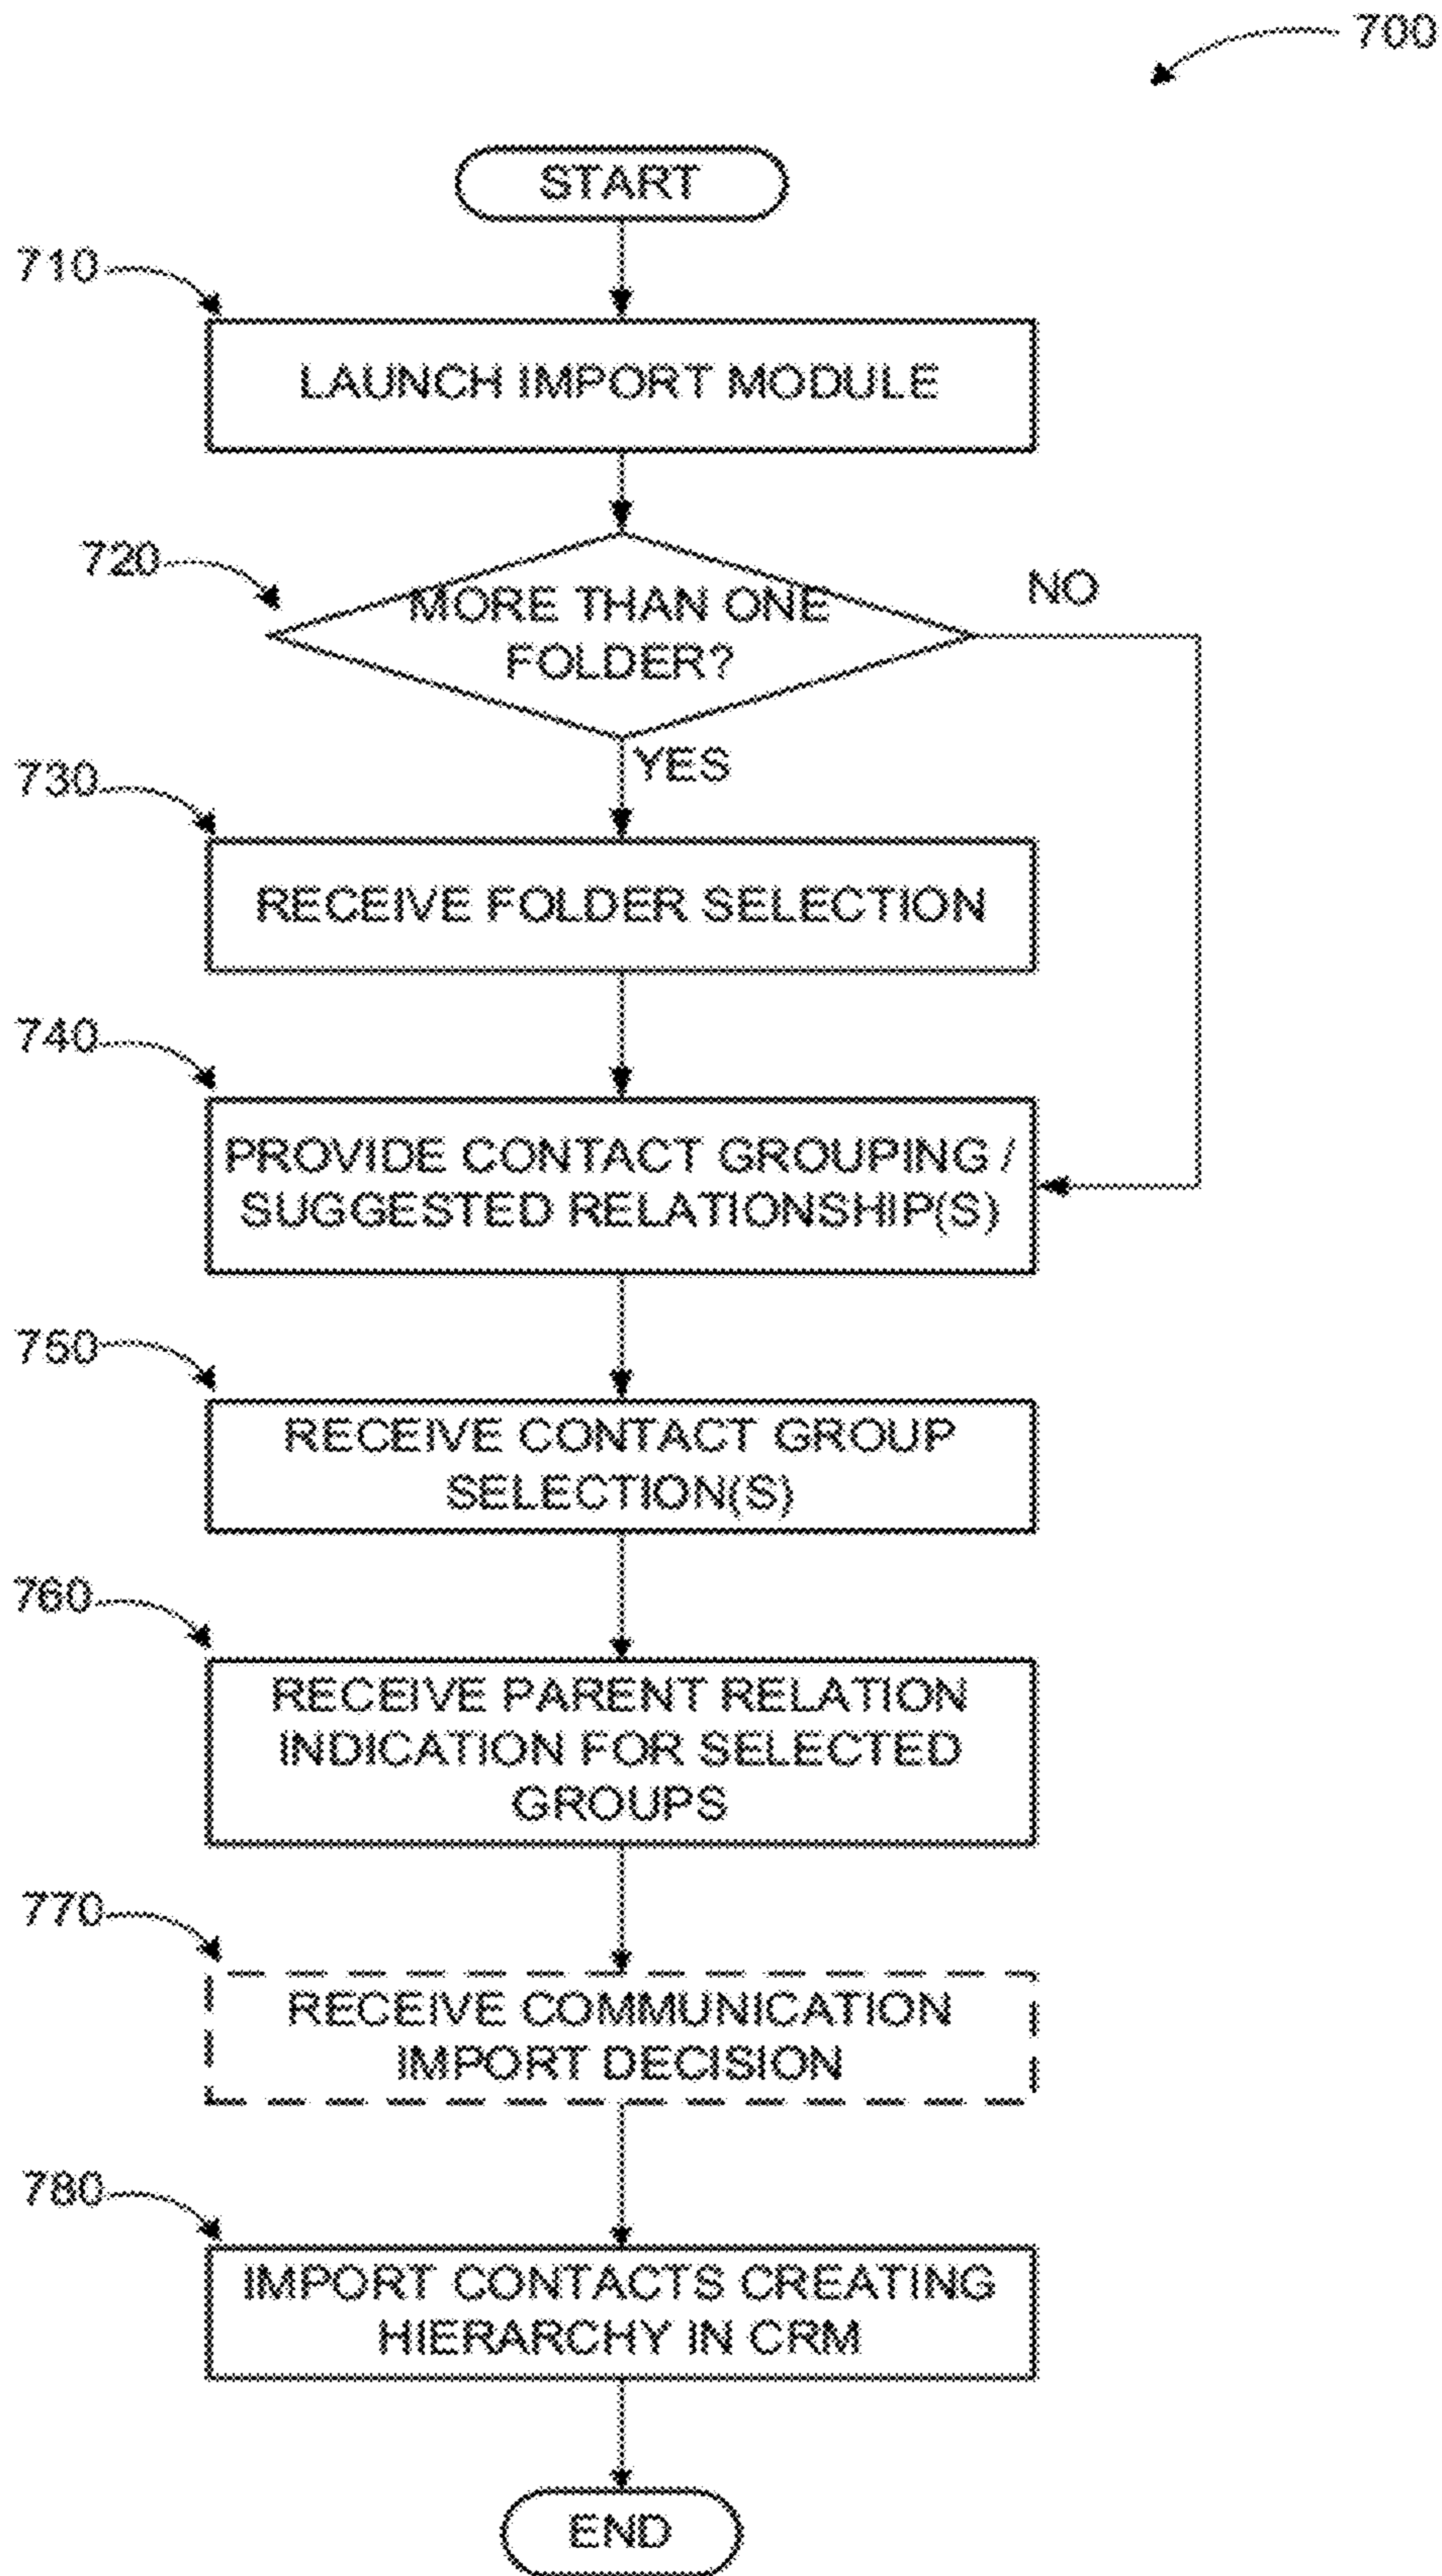 700
START
710
LAUNCH IMPORT MODULE
720
MORE THAN ONE
FOLDER?
NO
YES
730
RECEIVE FOLDER SELECTION
740
PROVIDE CONTACT GROUPING /
SUGGESTED RELATIONSHIP(S)
750
RECEIVE CONTACT GROUP
SELECTION(S)
760
RECEIVE PARENT RELATION
INDICATION FOR SELECTED
GROUPS
770
RECEIVE COMMUNICATION
IMPORT DECISION
780
IMPORT CONTACTS CREATING
HIERARCHY IN CRM
END